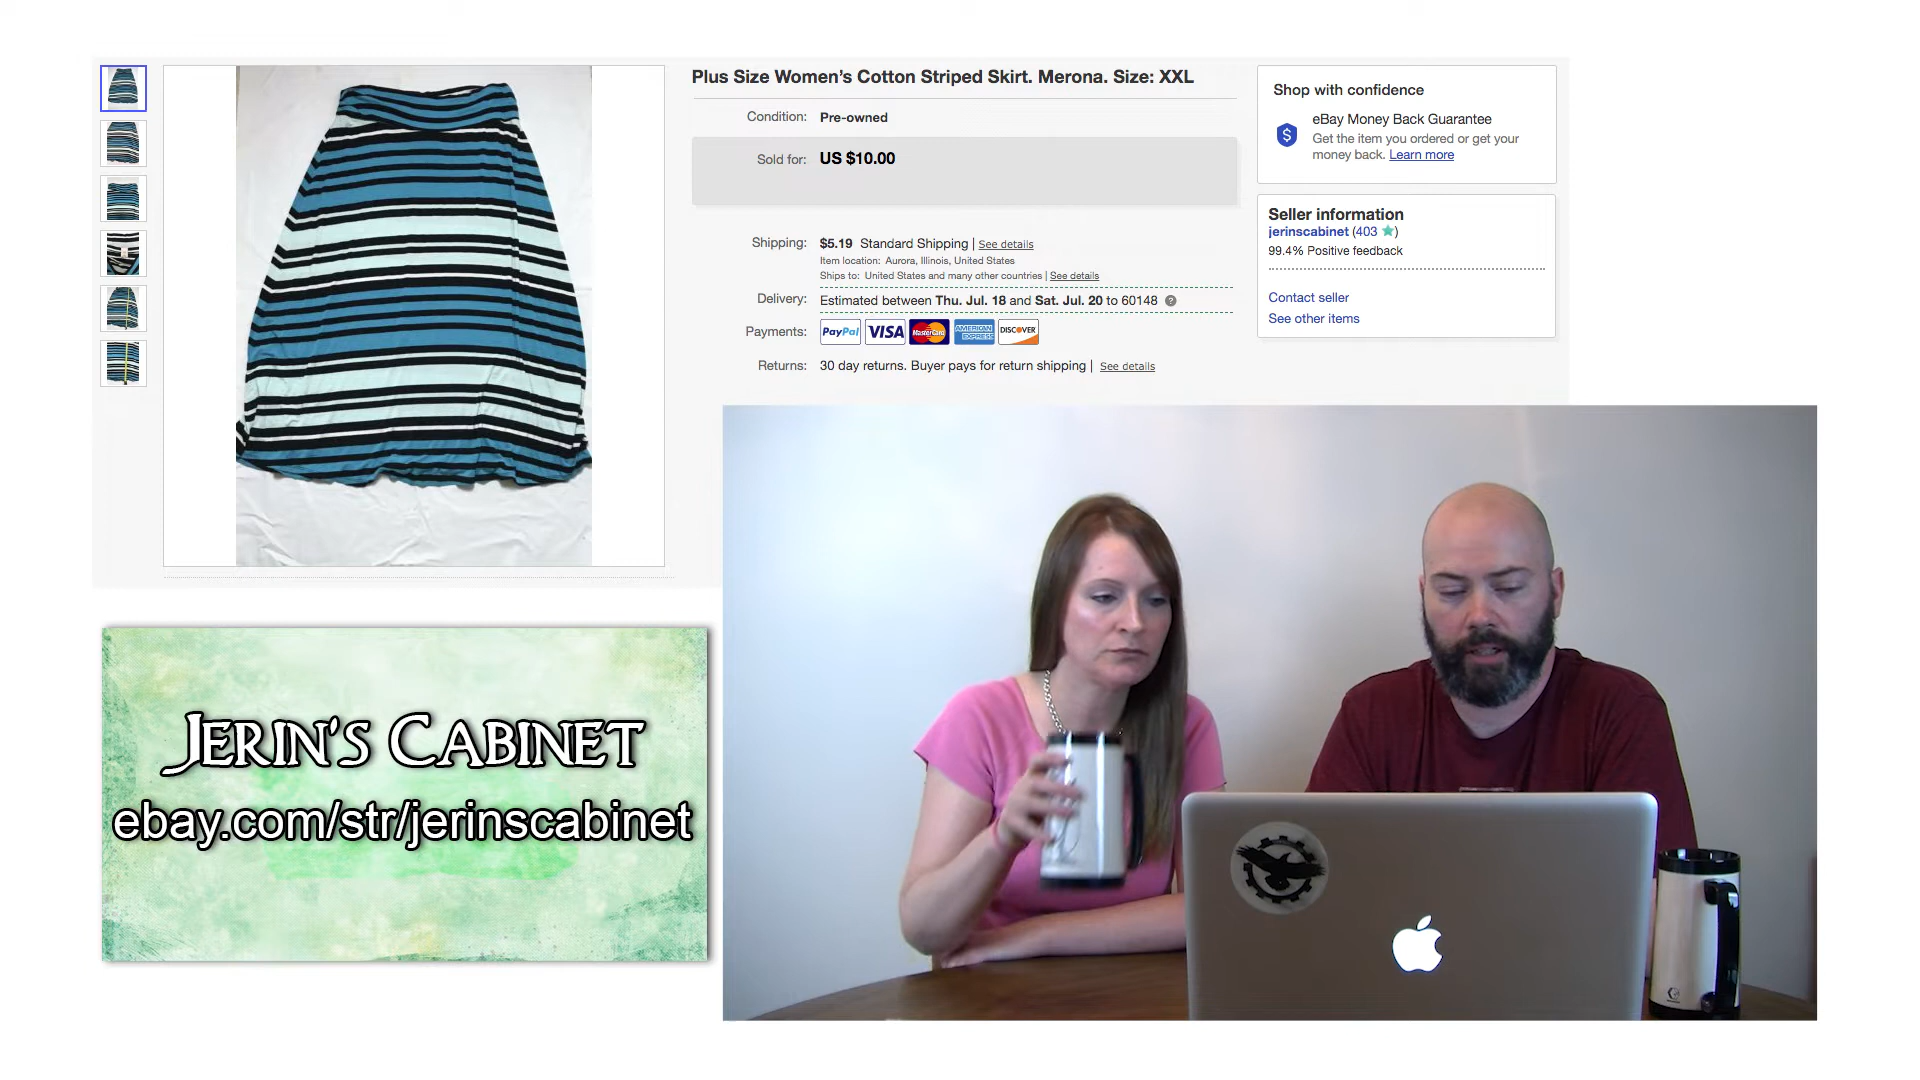 Plus Size Women's Cotton Striped Skirt. Merona. Size: XXL
Condition: Pre-owned
Sold for: US $10.00
Shipping: $5.19 Standard Shipping | See details
Item location: Aurora, Illinois, United States
Ships to: United States and many other countries | See details
Delivery: Estimated between Thu. Jul. 18 and Sat. Jul. 20 to 60148 ?
Payments: PayPal VISA MasterCard AMERICAN EXPRESS DISCOVER
Returns: 30 day returns. Buyer pays for return shipping | See details
Shop with confidence
$
eBay Money Back Guarantee
Get the item you ordered or get your
money back. Learn more
Seller information
jerinscabinet (403 ★)
99.4% Positive feedback
Contact seller
See other items
JERIN'S CABINET
ebay.com/str/jerinscabinet